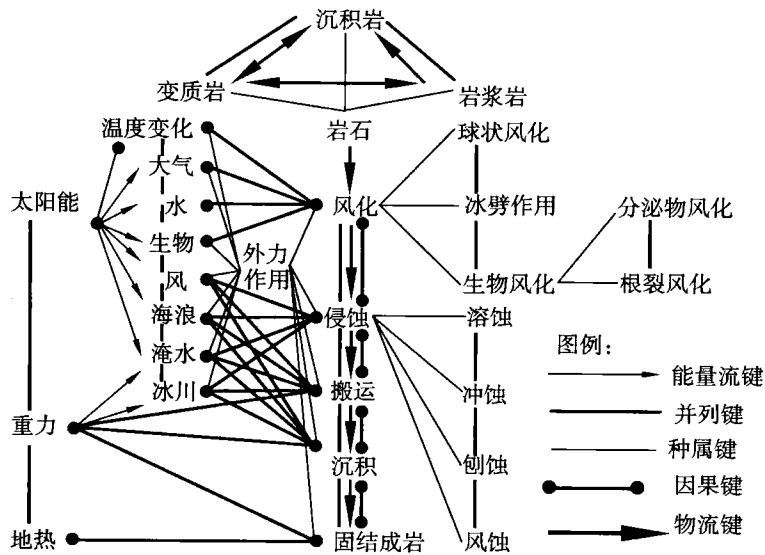 沉积岩
变质岩
岩浆岩
温度变化
岩石
球状风化
大气
太阳能
水
风化
冰劈作用
分泌物风化
生物
外力
作用
生物风化
根裂风化
风
海浪
侵蚀
溶蚀
淹水
图例：
能量流键
冰川
搬运
冲蚀
并列键
重力
种属键
沉积
刨蚀
因果键
地热
固结成岩
风蚀
物流键